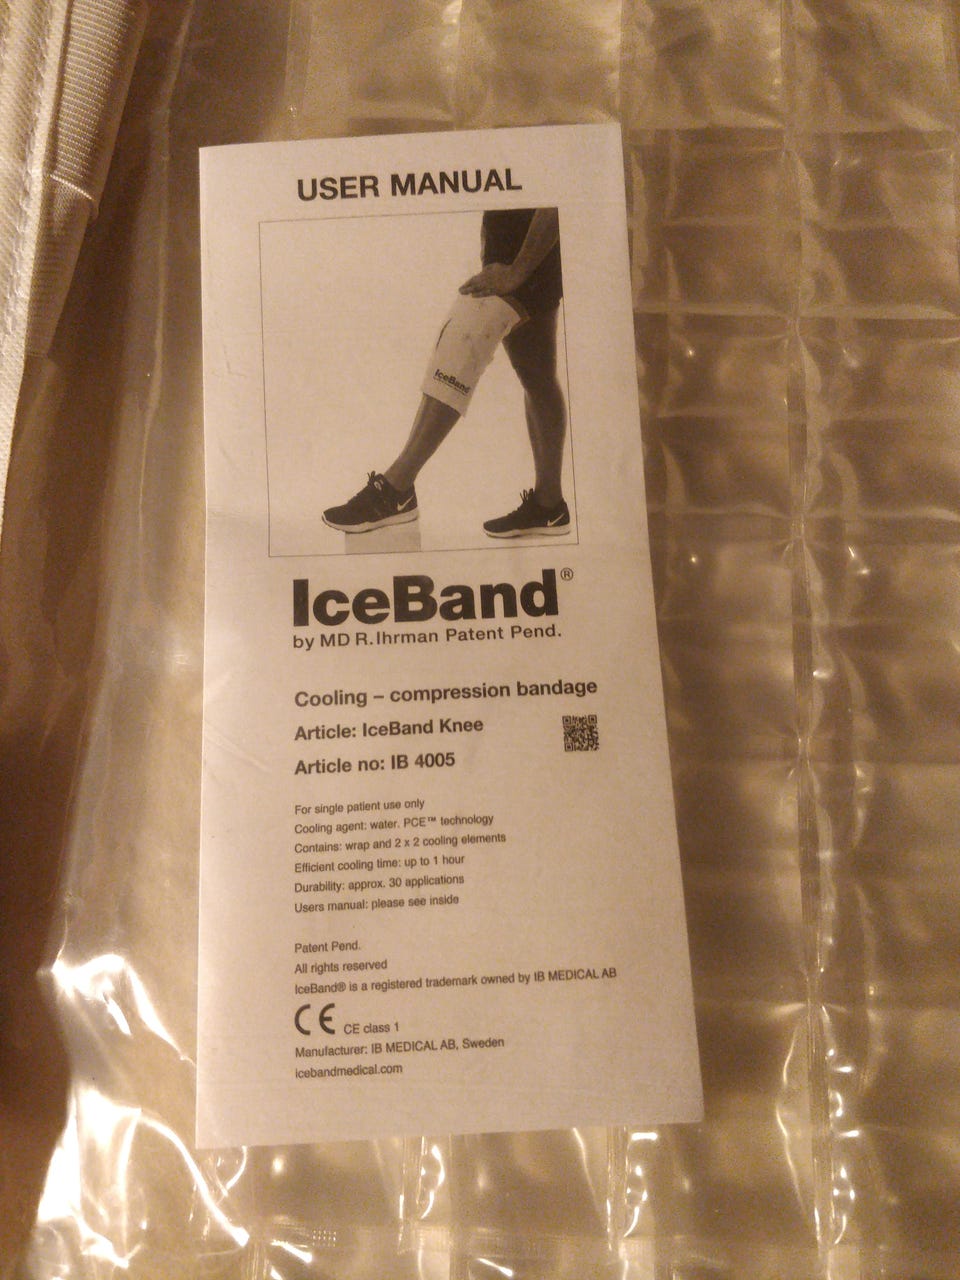 USER MANUAL
IceBand
IceBand®
by MD R.Ihrman Patent Pend.
Cooling – compression bandage
Article: IceBand Knee
Article no: IB 4005
For single patient use only
Cooling agent: water. PCE™ technology
Contains: wrap and 2 x 2 cooling elements
Efficient cooling time: up to 1 hour
Durability: approx. 30 applications
Users manual: please see inside
Patent Pend.
All rights reserved
IceBand® is a registered trademark owned by IB MEDICAL AB
CE CE class 1
Manufacturer: IB MEDICAL AB, Sweden
icebandmedical.com